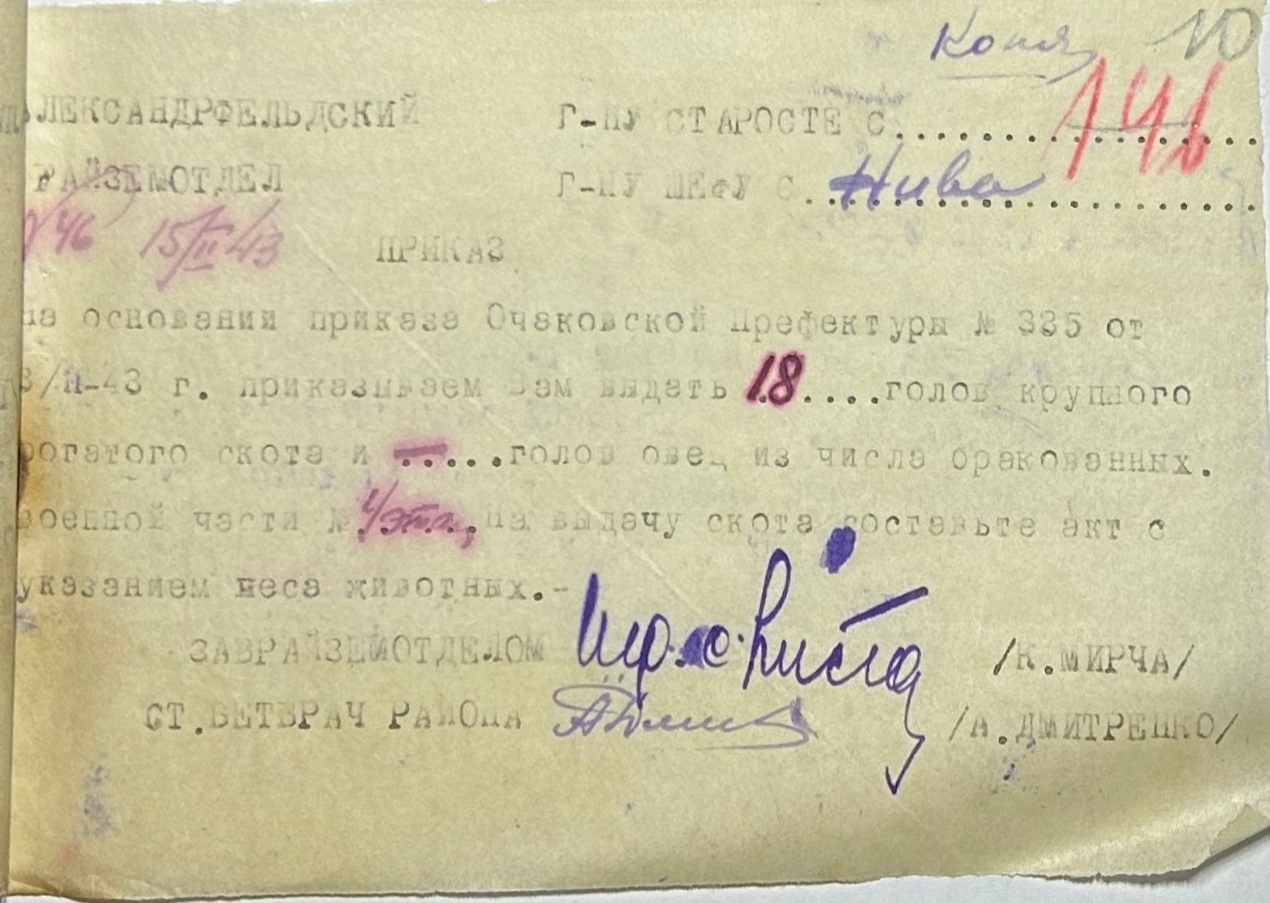 Копия 10
АЛЕКСАНДРФЕЛЬДСКИЙ Г-НУ СТАРОСТЕ С............. 146
РАЙЗЕМОТДЕЛ Г-НУ ШЕФУ С. Нива
№46 15/II 43 ПРИКАЗ
На основании приказа Очаковской Префектуры № 335 от
3/П-43 г. приказываем Вам выдать 18....голов крупного
рогатого скота и —.....голов овец из числа бракованных.
военной части № , на выдачу скота составьте акт с
указанием веса животных.-
ЗАВРАЙЗЕМОТДЕЛОМ /К.МИРЧА/
СТ.ВЕТВРАЧ РАЙОНА /А.ДМИТРЕНКО/